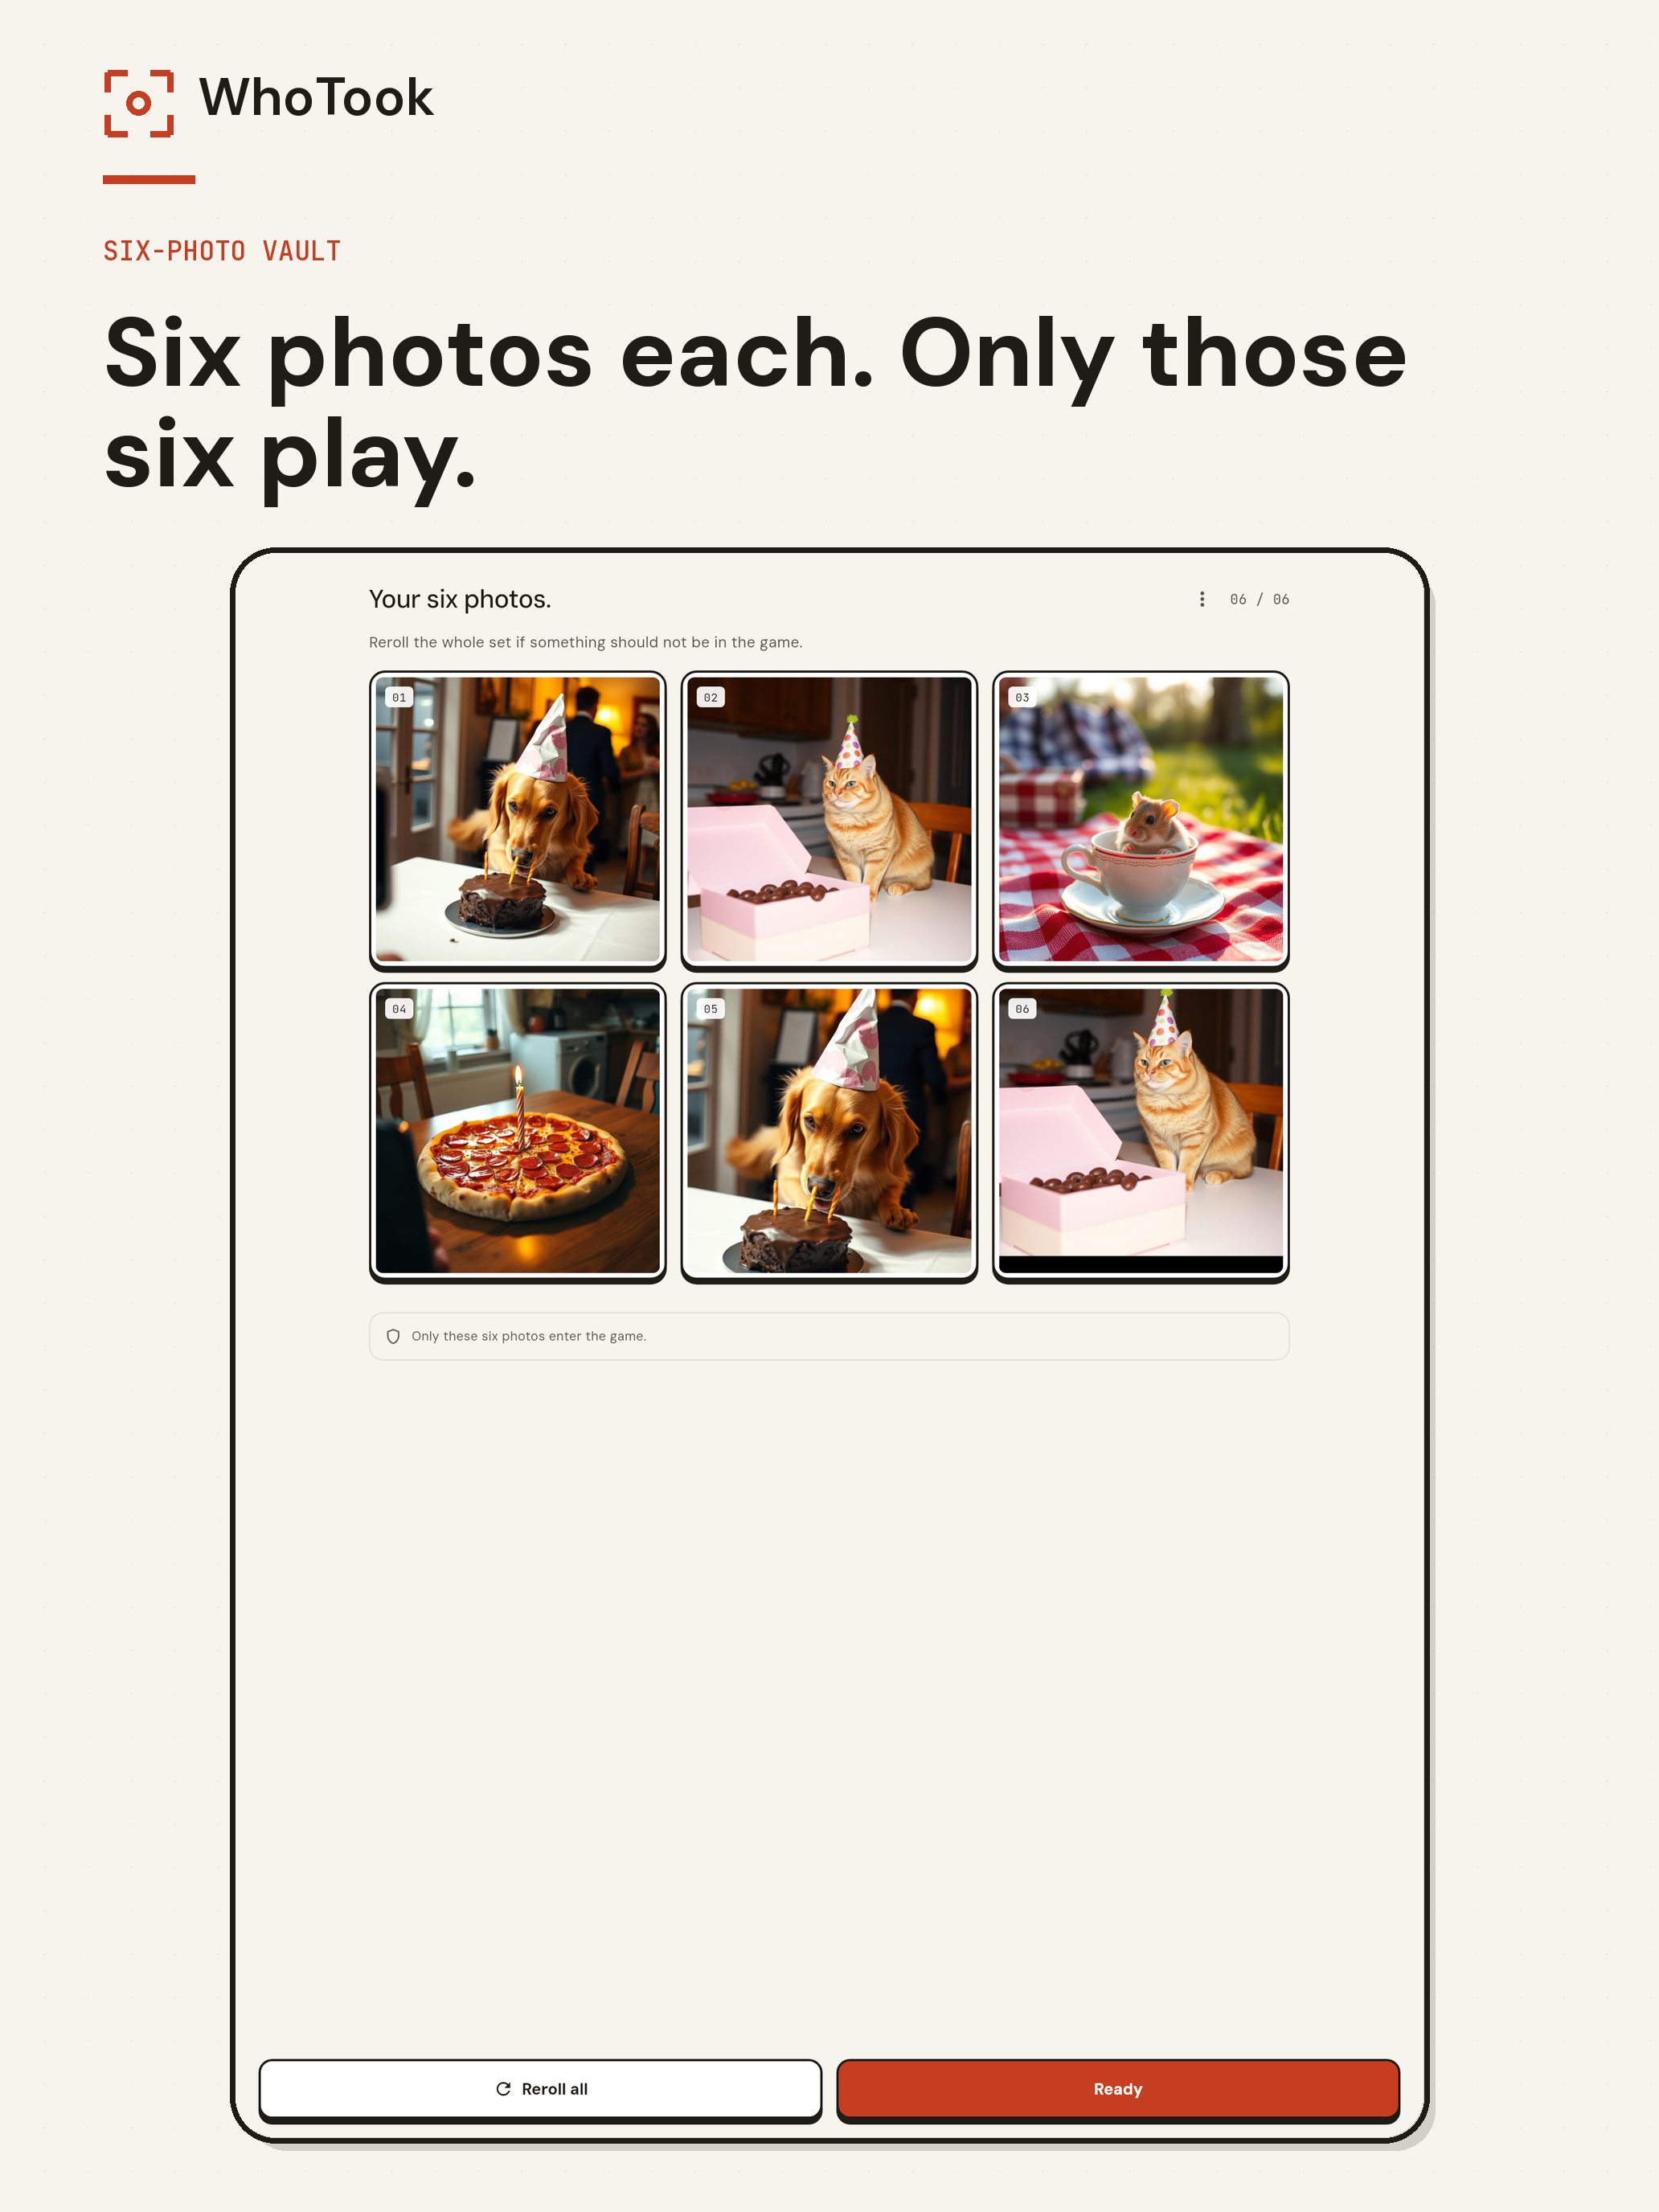 WhoTook
SIX-PHOTO VAULT
Six photos each. Only those
six play.
Your six photos.
06 / 06
Reroll the whole set if something should not be in the game.
01
02
03
04
05
06
Only these six photos enter the game.
Reroll all
Ready